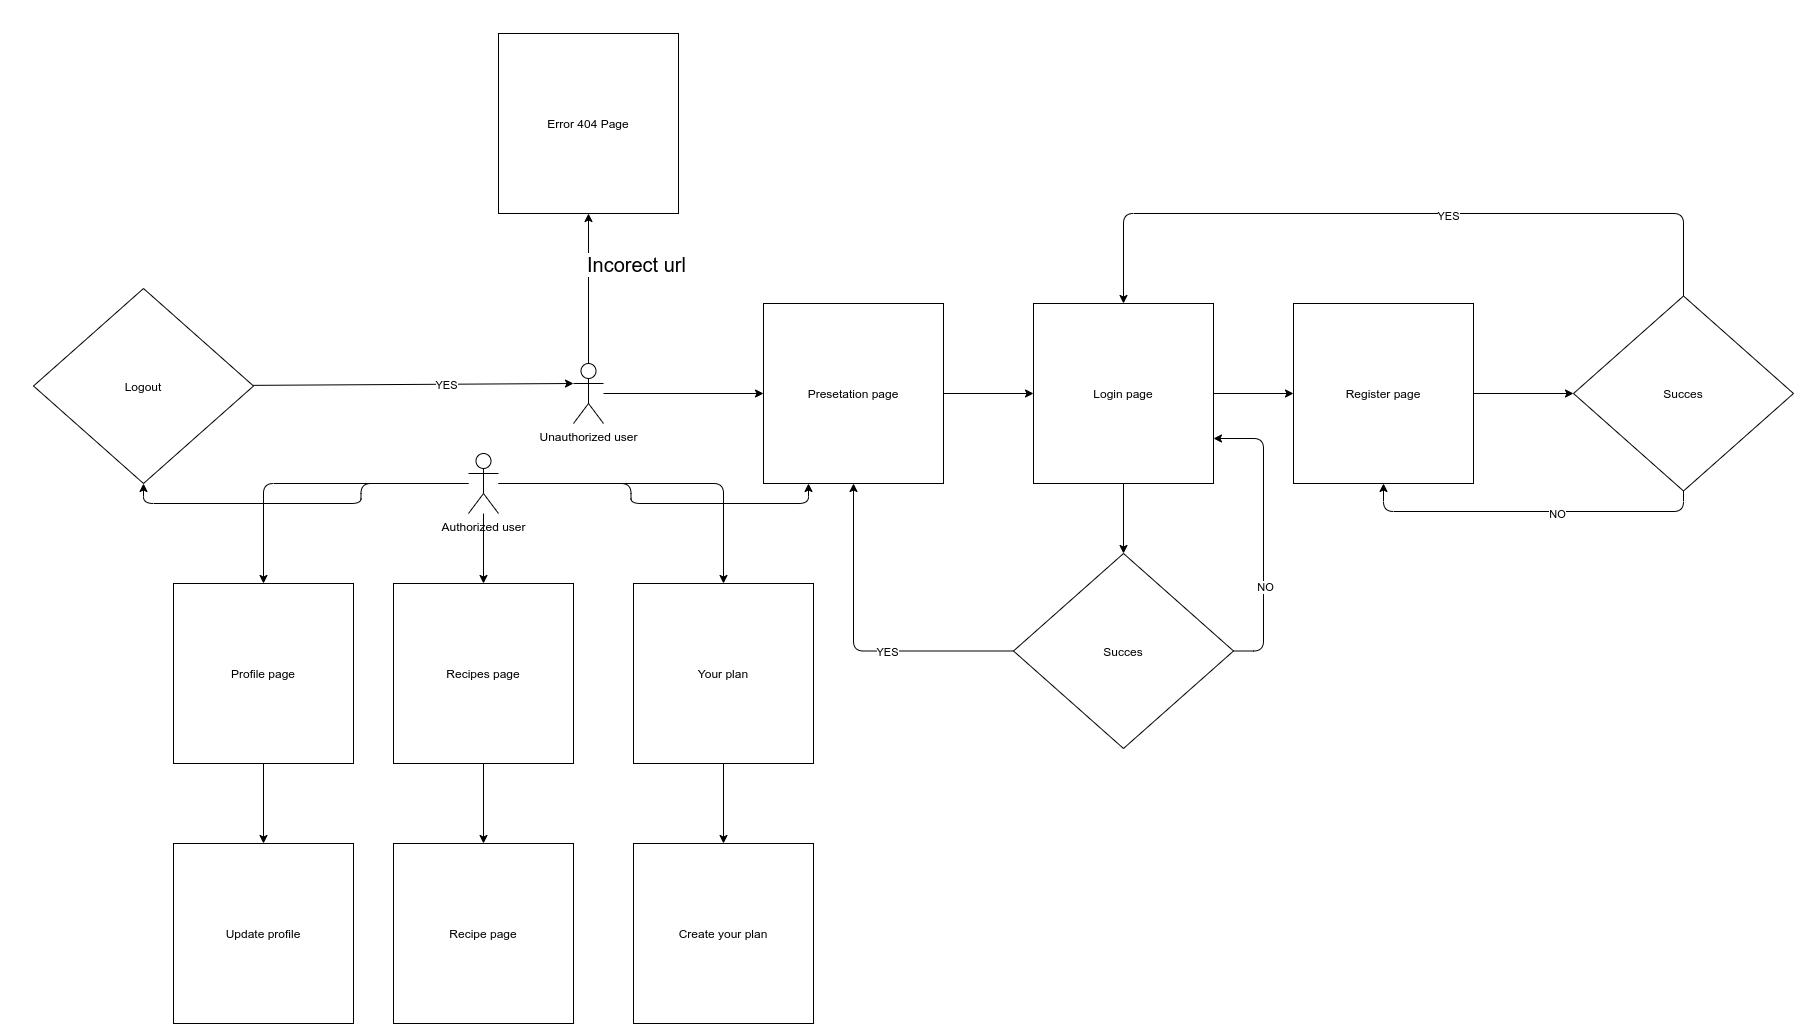 Error 404 Page
YES
Incorect url
Logout
YES
Unauthorized user
Presetation page
Login page
Register page
Succes
Authorized user
NO
NO
YES
Succes
Profile page
Recipes page
Your plan
Update profile
Recipe page
Create your plan